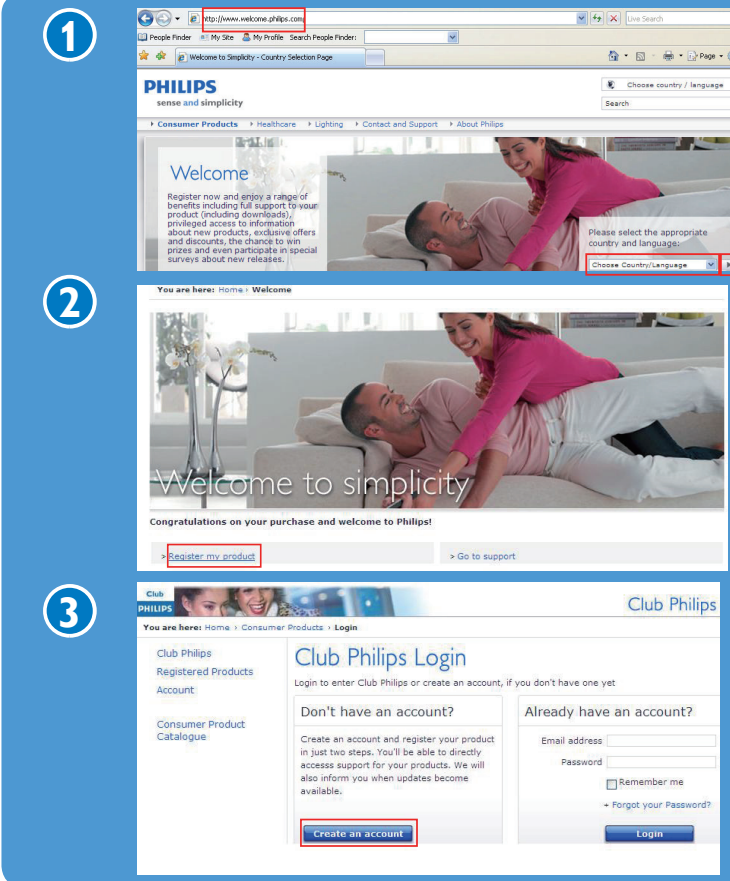 1
http://www.welcome.philips.com/
Live Search
People Finder My Site My Profile Search People Finder:
Welcome to Simplicity - Country Selection Page
Page
PHILIPS
sense and simplicity
Choose country / language
Search
Consumer Products Healthcare Lighting Contact and Support About Philips
Welcome
Register now and enjoy a range of
benefits including full support to your
product (including downloads),
privileged access to information
about new products, exclusive offers
and discounts, the chance to win
prizes and even participate in special
surveys about new releases.
Please select the appropriate
country and language:
Choose Country/Language
2
You are here: Home › Welcome
Welcome to simplicity
Congratulations on your purchase and welcome to Philips!
> Register my product
> Go to support
3
Club
PHILIPS
Club Philips
You are here: Home › Consumer Products › Login
Club Philips
Registered Products
Account
Consumer Product
Catalogue
Club Philips Login
Login to enter Club Philips or create an account, if you don't have one yet
Don't have an account?
Create an account and register your product
in just two steps. You'll be able to directly
accesss support for your products. We will
also inform you when updates become
available.
Create an account
Already have an account?
Email address
Password
Remember me
Forgot your Password?
Login